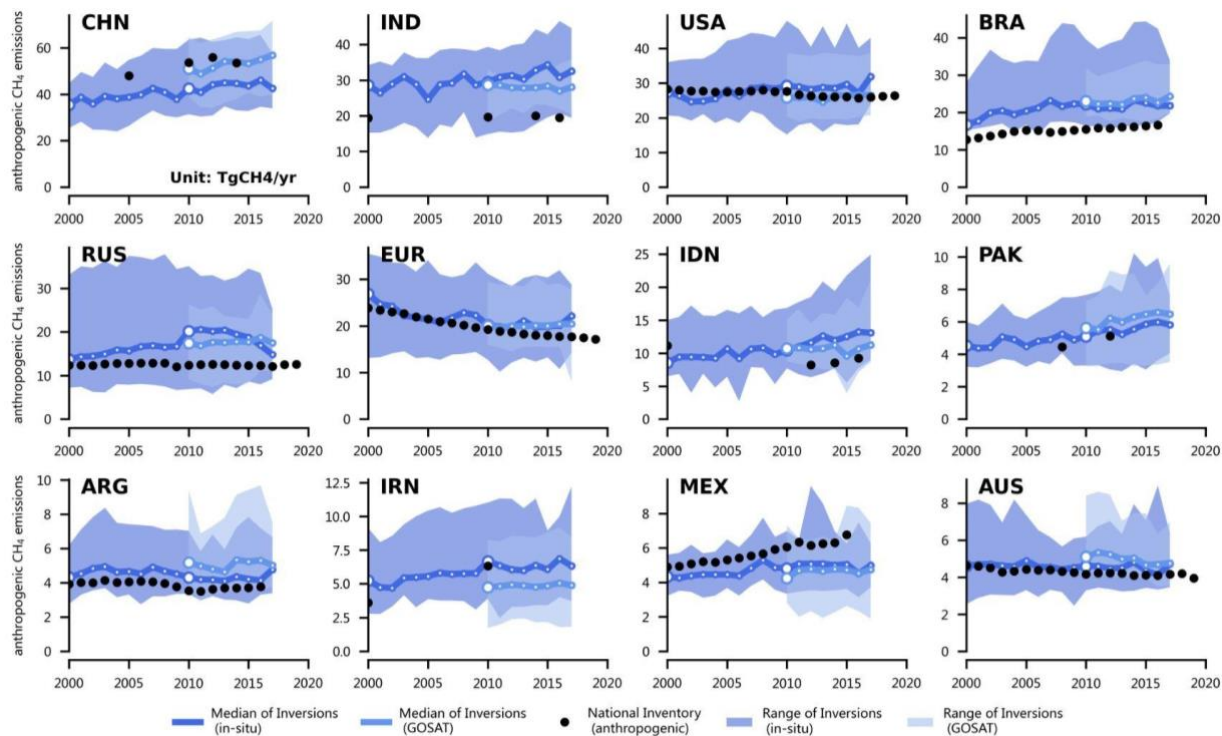 anthropogenic CH₄ emissions
CHN
60
40
20
0
Unit: TgCH4/yr
2000 2005 2010 2015 2020
IND
40
30
20
10
0
2000 2005 2010 2015 2020
USA
40
30
20
10
0
2000 2005 2010 2015 2020
BRA
40
30
20
10
0
2000 2005 2010 2015 2020
anthropogenic CH₄ emissions
RUS
30
20
10
0
2000 2005 2010 2015 2020
EUR
30
20
10
0
2000 2005 2010 2015 2020
IDN
25
20
15
10
5
0
2000 2005 2010 2015 2020
PAK
10
8
6
4
2
0
2000 2005 2010 2015 2020
anthropogenic CH₄ emissions
ARG
10
8
6
4
2
0
2000 2005 2010 2015 2020
IRN
12.5
10.0
7.5
5.0
2.5
0.0
2000 2005 2010 2015 2020
MEX
10
8
6
4
2
0
2000 2005 2010 2015 2020
AUS
8
6
4
2
0
2000 2005 2010 2015 2020
Median of Inversions
(in-situ)
Median of Inversions
(GOSAT)
National Inventory
(anthropogenic)
Range of Inversions
(in-situ)
Range of Inversions
(GOSAT)